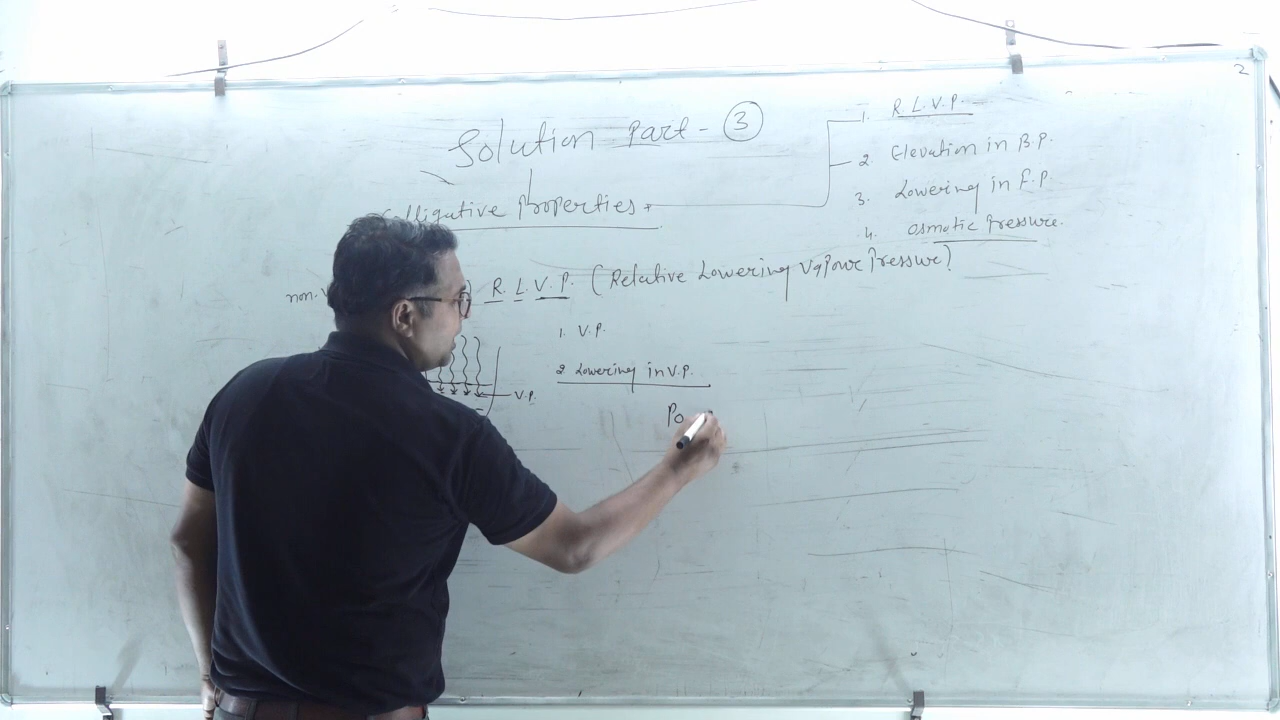 2
Solution Part - 3
1. R. L. V. P.
2. Elevation in B.P.
3. Lowering in F.P.
4. Osmotic Pressure.
Properties
R. L. V. P. (Relative Lowering Vapour Pressure)
non-
1. V.P.
2 Lowering in V.P.
V.P.
Po